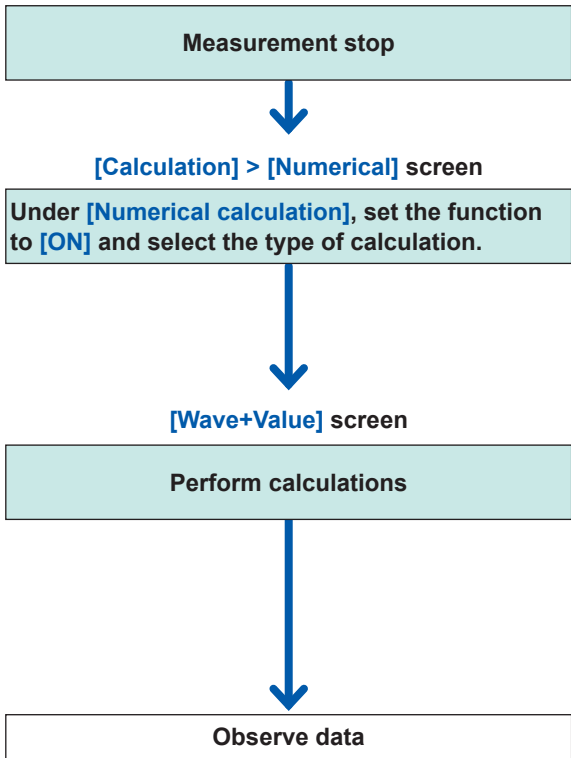 Measurement stop
[Calculation] > [Numerical] screen
Under [Numerical calculation], set the function
to [ON] and select the type of calculation.
[Wave+Value] screen
Perform calculations
Observe data